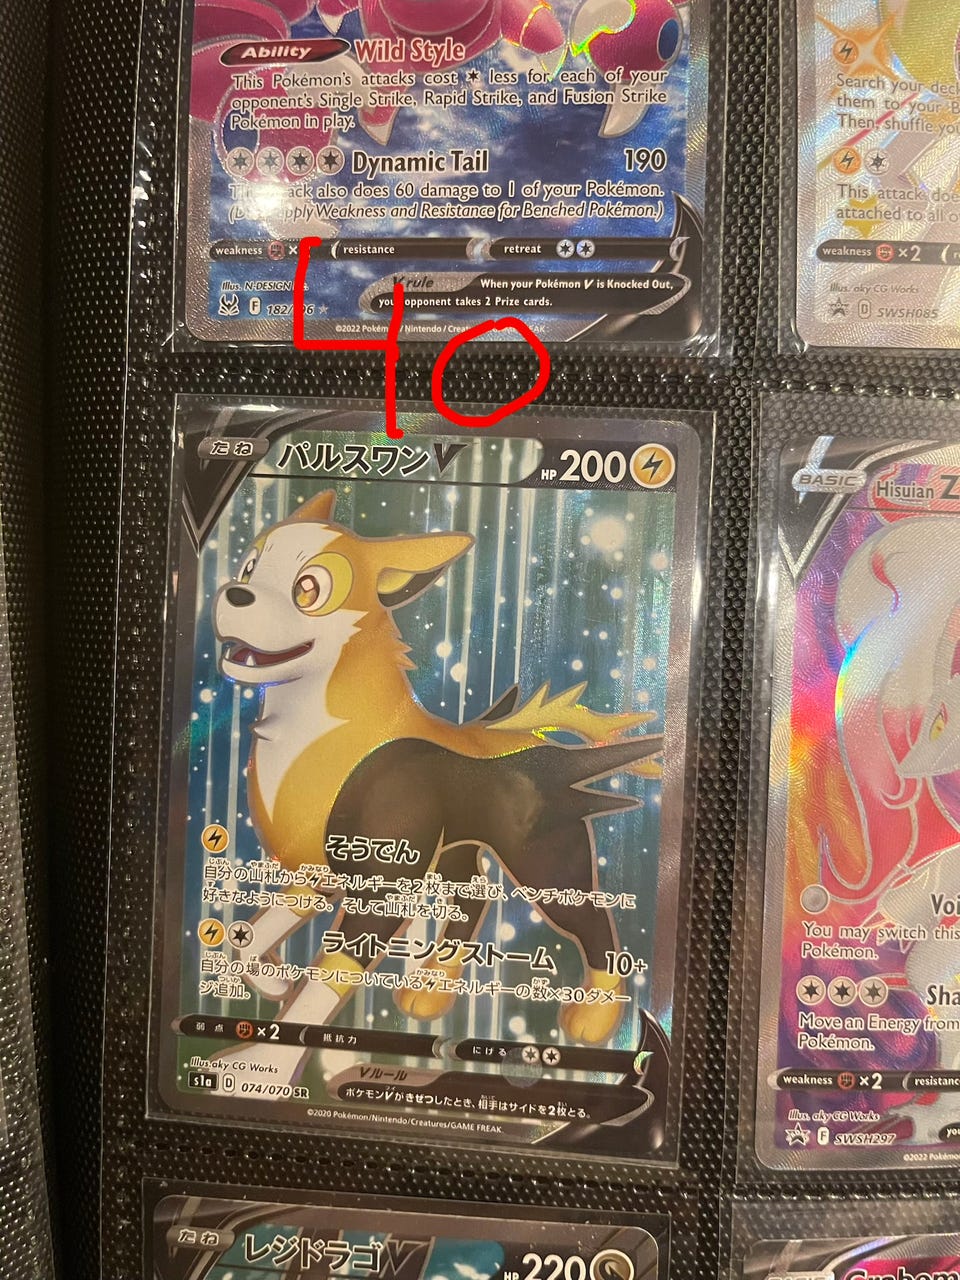 Ability Wild Style
This Pokémon's attacks cost less for each of your
opponent's Single Strike, Rapid Strike, and Fusion Strike
Pokémon in play.
Dynamic Tail 190
also does 60 damage to 1 of your Pokémon.
Weakness and Resistance for Benched Pokémon.)
weakness × resistance retreat
V rule When your Pokémon V is Knocked Out,
your opponent takes 2 Prize cards.
Illus. N-DESIGN
F 182/
©2022 Pokémon/Nintendo/Creatures/GAME FREAK
Search your deck
them to your
Then, shuffle
This attack
attached to all
weakness ×2
Illus. aky CG Works
D SWSH085
40
たね パルスワンV HP 200
そうでん
自分の山札からエネルギーを2枚まで選び、ベンチポケモンに
好きなようにつける。そして山札を切る。
ライトニングストーム 10+
自分の場のポケモンについているエネルギーの数×30ダメー
ジ追加。
弱点 ×2 抵抗力 にげる
Illus. aky CG Works
Vルール
s1a D 074/070 SR
ポケモンVがきぜつしたとき、相手はサイドを2枚とる。
©2020 Pokémon/Nintendo/Creatures/GAME FREAK
BASIC Hisuian
You may switch this
Pokémon.
Move an Energy from
Pokémon.
weakness ×2 resistance
Illus. aky CG Works
F SWSH297
©2022
たね レジドラゴV HP 220